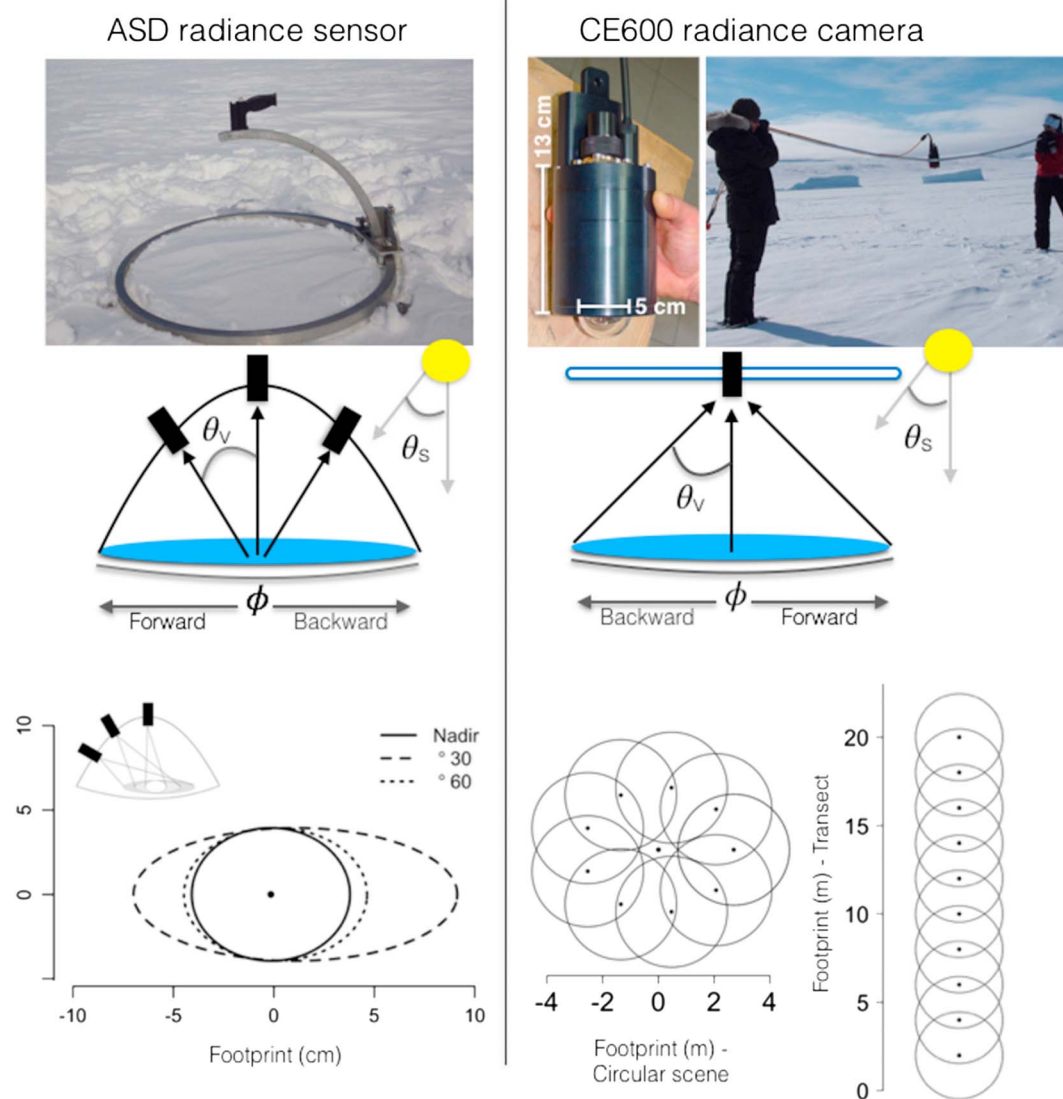 ASD radiance sensor
CE600 radiance camera
13 cm
5 cm
θV
θS
ϕ
Forward
Backward
θV
θS
ϕ
Backward
Forward
10
5
0
Nadir
°30
°60
-10
-5
0
5
10
Footprint (cm)
-4
-2
0
2
4
Footprint (m) -
Circular scene
Footprint (m) - Transect
20
15
10
5
0